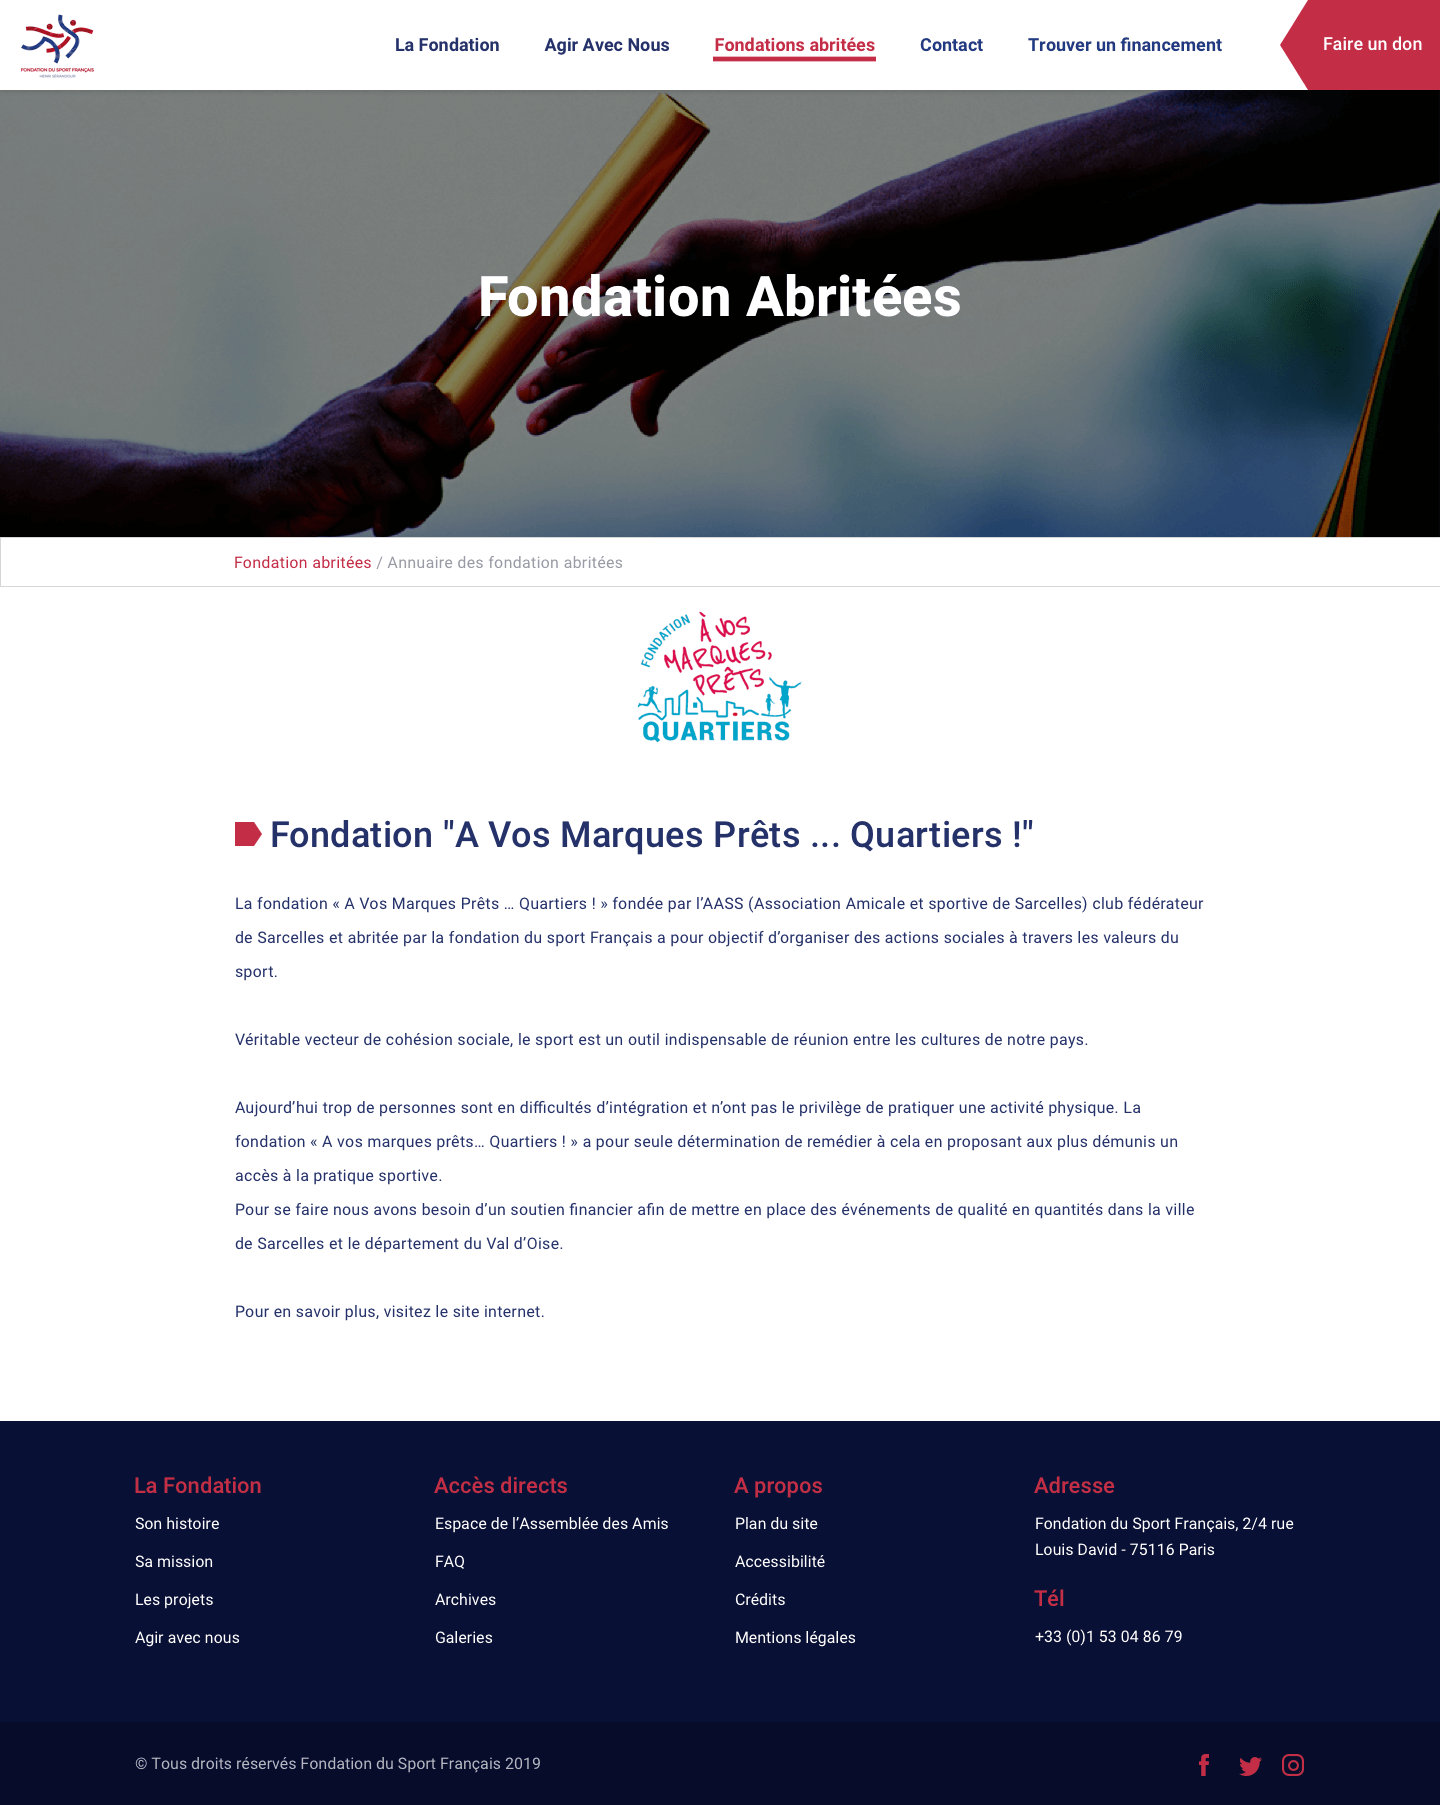 FONDATION DU SPORT FRANÇAIS
La Fondation
Agir Avec Nous
Fondations abritées
Contact
Trouver un financement
Faire un don
Fondation Abritées
Fondation abritées / Annuaire des fondation abritées
FONDATION
À VOS
MARQUES,
PRÊTS
QUARTIERS
Fondation "A Vos Marques Prêts ... Quartiers !"
La fondation « A Vos Marques Prêts … Quartiers ! » fondée par l’AASS (Association Amicale et sportive de Sarcelles) club fédérateur
de Sarcelles et abritée par la fondation du sport Français a pour objectif d’organiser des actions sociales à travers les valeurs du
sport.
Véritable vecteur de cohésion sociale, le sport est un outil indispensable de réunion entre les cultures de notre pays.
Aujourd’hui trop de personnes sont en difficultés d’intégration et n’ont pas le privilège de pratiquer une activité physique. La
fondation « A vos marques prêts… Quartiers ! » a pour seule détermination de remédier à cela en proposant aux plus démunis un
accès à la pratique sportive.
Pour se faire nous avons besoin d’un soutien financier afin de mettre en place des événements de qualité en quantités dans la ville
de Sarcelles et le département du Val d’Oise.
Pour en savoir plus, visitez le site internet.
La Fondation
Son histoire
Sa mission
Les projets
Agir avec nous
Accès directs
Espace de l’Assemblée des Amis
FAQ
Archives
Galeries
A propos
Plan du site
Accessibilité
Crédits
Mentions légales
Adresse
Fondation du Sport Français, 2/4 rue
Louis David - 75116 Paris
Tél
+33 (0)1 53 04 86 79
© Tous droits réservés Fondation du Sport Français 2019